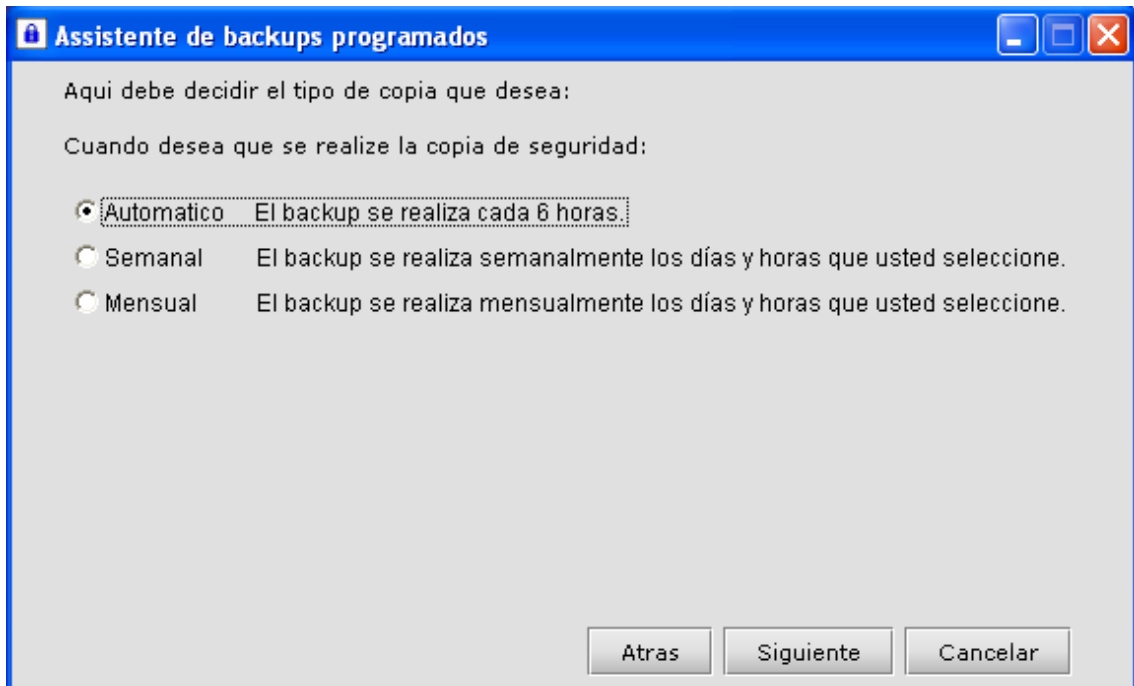 Assistente de backups programados
Aqui debe decidir el tipo de copia que desea:
Cuando desea que se realize la copia de seguridad:
Automatico El backup se realiza cada 6 horas.
Semanal El backup se realiza semanalmente los días y horas que usted seleccione.
Mensual El backup se realiza mensualmente los días y horas que usted seleccione.
Atras Siguiente Cancelar